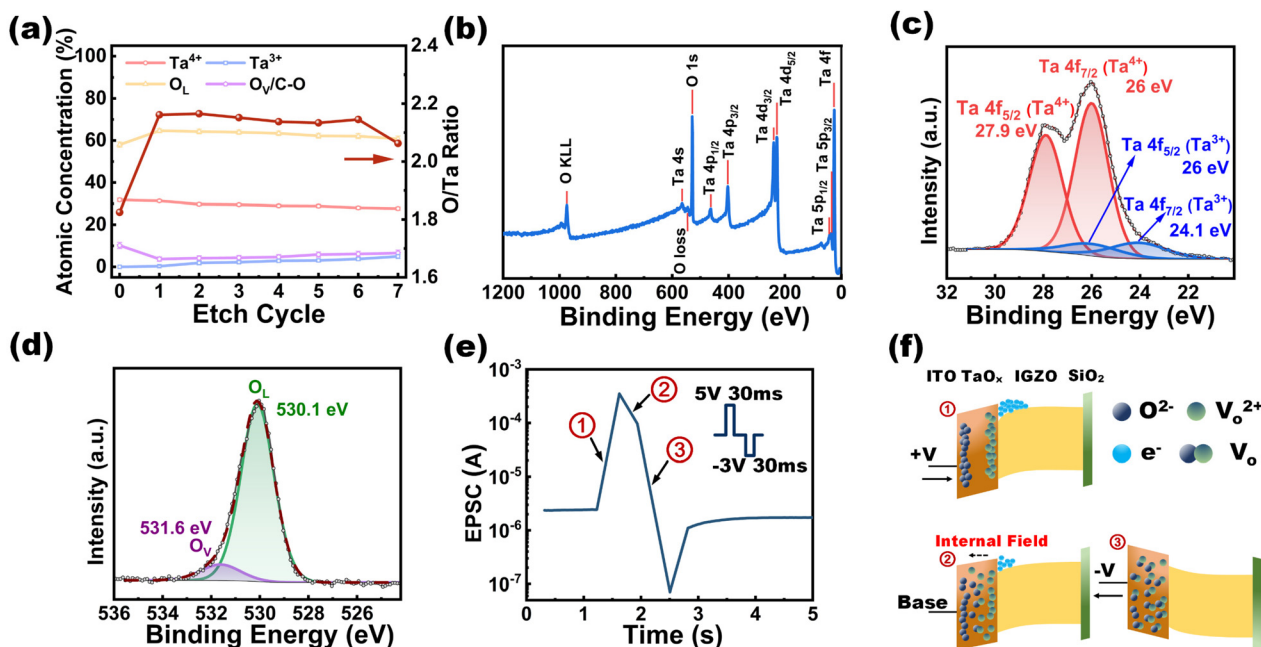 (a)
Atomic Concentration (%)
100
80
60
40
20
0
Ta⁴⁺
Ta³⁺
O_L
O_V/C-O
2.4
2.2
2.0
1.8
1.6
O/Ta Ratio
0 1 2 3 4 5 6 7
Etch Cycle
(b)
O KLL
Ta 4s
O loss
O 1s
Ta 4p1/2
Ta 4p3/2
Ta 4d3/2
Ta 4d5/2
Ta 5p1/2
Ta 5p3/2
Ta 4f
1200 1000 800 600 400 200 0
Binding Energy (eV)
(c)
Intensity (a.u.)
Ta 4f7/2 (Ta⁴⁺)
26 eV
Ta 4f5/2 (Ta⁴⁺)
27.9 eV
Ta 4f5/2 (Ta³⁺)
26 eV
Ta 4f7/2 (Ta³⁺)
24.1 eV
32 30 28 26 24 22
Binding Energy (eV)
(d)
Intensity (a.u.)
O_L
530.1 eV
531.6 eV
O_V
536 534 532 530 528 526
Binding Energy (eV)
(e)
EPSC (A)
10⁻³
10⁻⁴
10⁻⁵
10⁻⁶
10⁻⁷
①
②
③
5V 30ms
-3V 30ms
0 1 2 3 4 5
Time (s)
(f)
ITO TaOₓ IGZO SiO₂
①
+V
O²⁻
V_o²⁺
e⁻
V_o
Internal Field
②
Base
③
-V